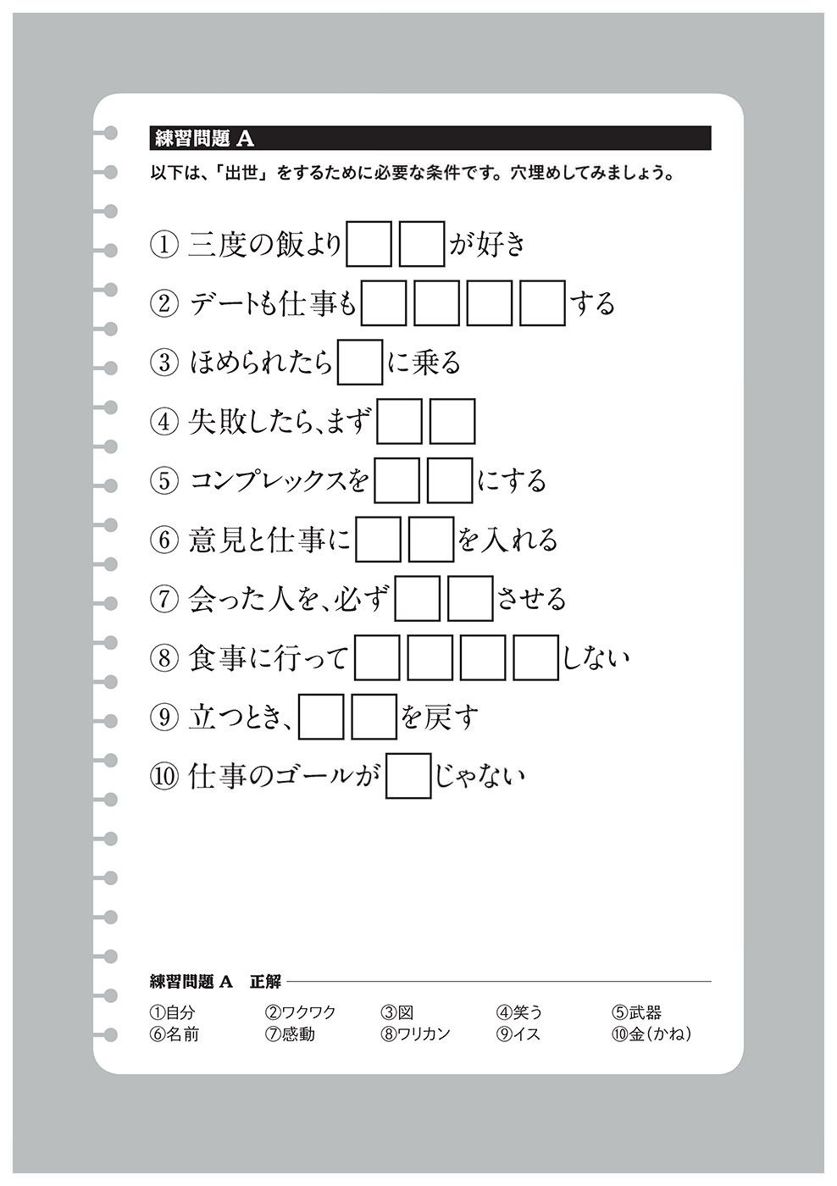 練習問題 A
以下は、「出世」をするために必要な条件です。穴埋めしてみましょう。
① 三度の飯より□□が好き
② デートも仕事も□□□□する
③ ほめられたら□に乗る
④ 失敗したら、まず□□
⑤ コンプレックスを□□にする
⑥ 意見と仕事に□□を入れる
⑦ 会った人を、必ず□□させる
⑧ 食事に行って□□□□しない
⑨ 立つとき、□□を戻す
⑩ 仕事のゴールが□じゃない
練習問題 A 正解
①自分 ②ワクワク ③図 ④笑う ⑤武器
⑥名前 ⑦感動 ⑧ワリカン ⑨イス ⑩金(かね)